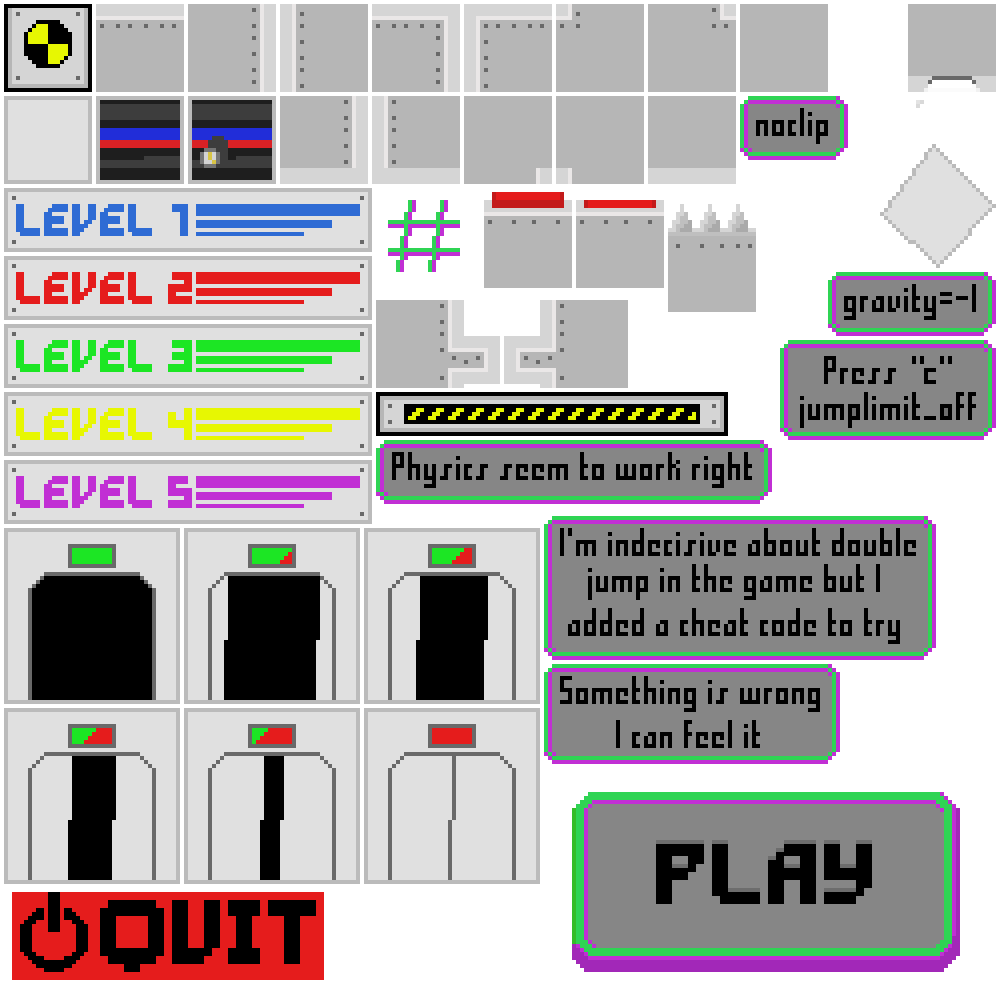 noclip
LEVEL 1
#
LEVEL 2
gravity=-1
LEVEL 3
Press "c"
jumplimit_off
LEVEL 4
Physics seem to work right
LEVEL 5
I'm indecisive about double
jump in the game but I
added a cheat code to try
Something is wrong
I can feel it
PLAY
QUIT